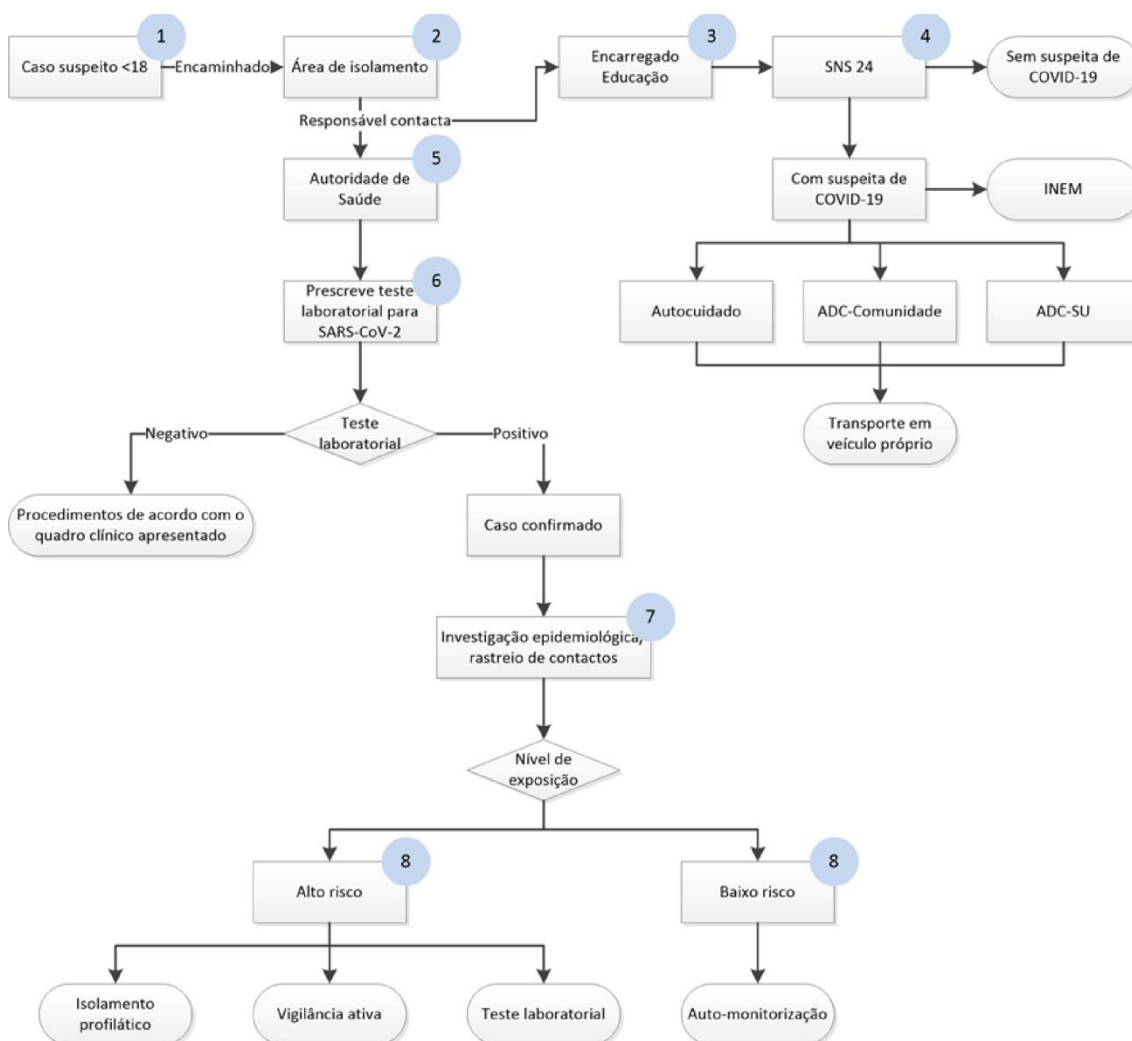 1
Caso suspeito <18
Encaminhado
2
Área de isolamento
3
Encarregado
Educação
4
SNS 24
Sem suspeita de
COVID-19
Responsável contacta
5
Autoridade de
Saúde
Com suspeita de
COVID-19
INEM
6
Prescreve teste
laboratorial para
SARS-CoV-2
Autocuidado
ADC-Comunidade
ADC-SU
Teste
laboratorial
Negativo
Positivo
Transporte em
veículo próprio
Procedimentos de acordo com o
quadro clínico apresentado
Caso confirmado
7
Investigação epidemiológica/
rastreio de contactos
Nível de
exposição
8
Alto risco
8
Baixo risco
Isolamento
profilático
Vigilância ativa
Teste laboratorial
Auto-monitorização